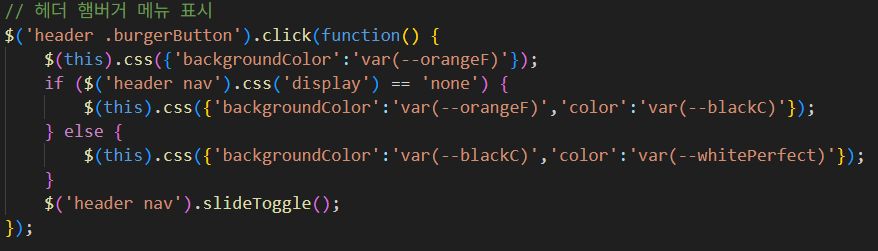 // 헤더 햄버거 메뉴 표시
$('header .burgerButton').click(function() {
    $(this).css({'backgroundColor':'var(--orangeF)'});
    if ($('header nav').css('display') == 'none') {
        $(this).css({'backgroundColor':'var(--orangeF)','color':'var(--blackC)'});
    } else {
        $(this).css({'backgroundColor':'var(--blackC)','color':'var(--whitePerfect)'});
    }
    $('header nav').slideToggle();
});